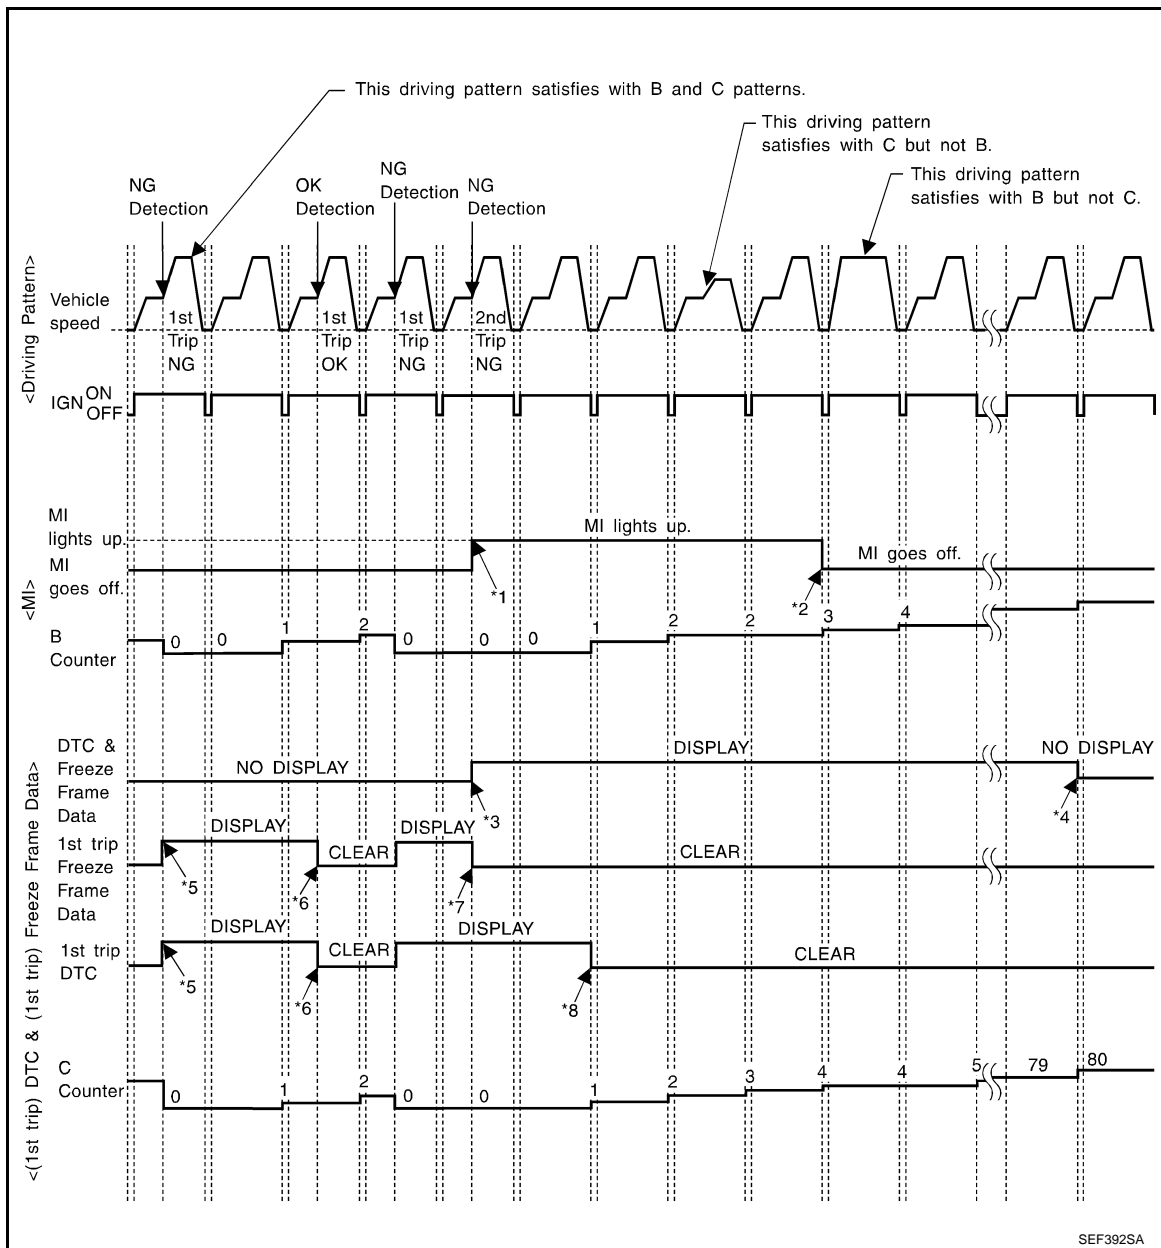 This driving pattern satisfies with B and C patterns.
This driving pattern
satisfies with C but not B.
This driving pattern
satisfies with B but not C.
NG
Detection
OK
Detection
NG
Detection
NG
Detection
<Driving Pattern>
Vehicle
speed
1st
Trip
NG
1st
Trip
OK
1st
Trip
NG
2nd
Trip
NG
IGN ON
OFF
<MI>
MI
lights up.
MI
goes off.
MI lights up.
MI goes off.
*1
*2
B
Counter
0 0 1 2 0 0 0 1 2 2 3 4
<(1st trip) DTC & (1st trip) Freeze Frame Data>
DTC &
Freeze
Frame
Data
NO DISPLAY
DISPLAY
NO DISPLAY
*3
*4
1st trip
Freeze
Frame
Data
DISPLAY
CLEAR
DISPLAY
CLEAR
*5
*6
*7
1st trip
DTC
DISPLAY
CLEAR
DISPLAY
CLEAR
*5
*6
*8
C
Counter
0 1 2 0 0 1 2 3 4 4 5 79 80
SEF392SA